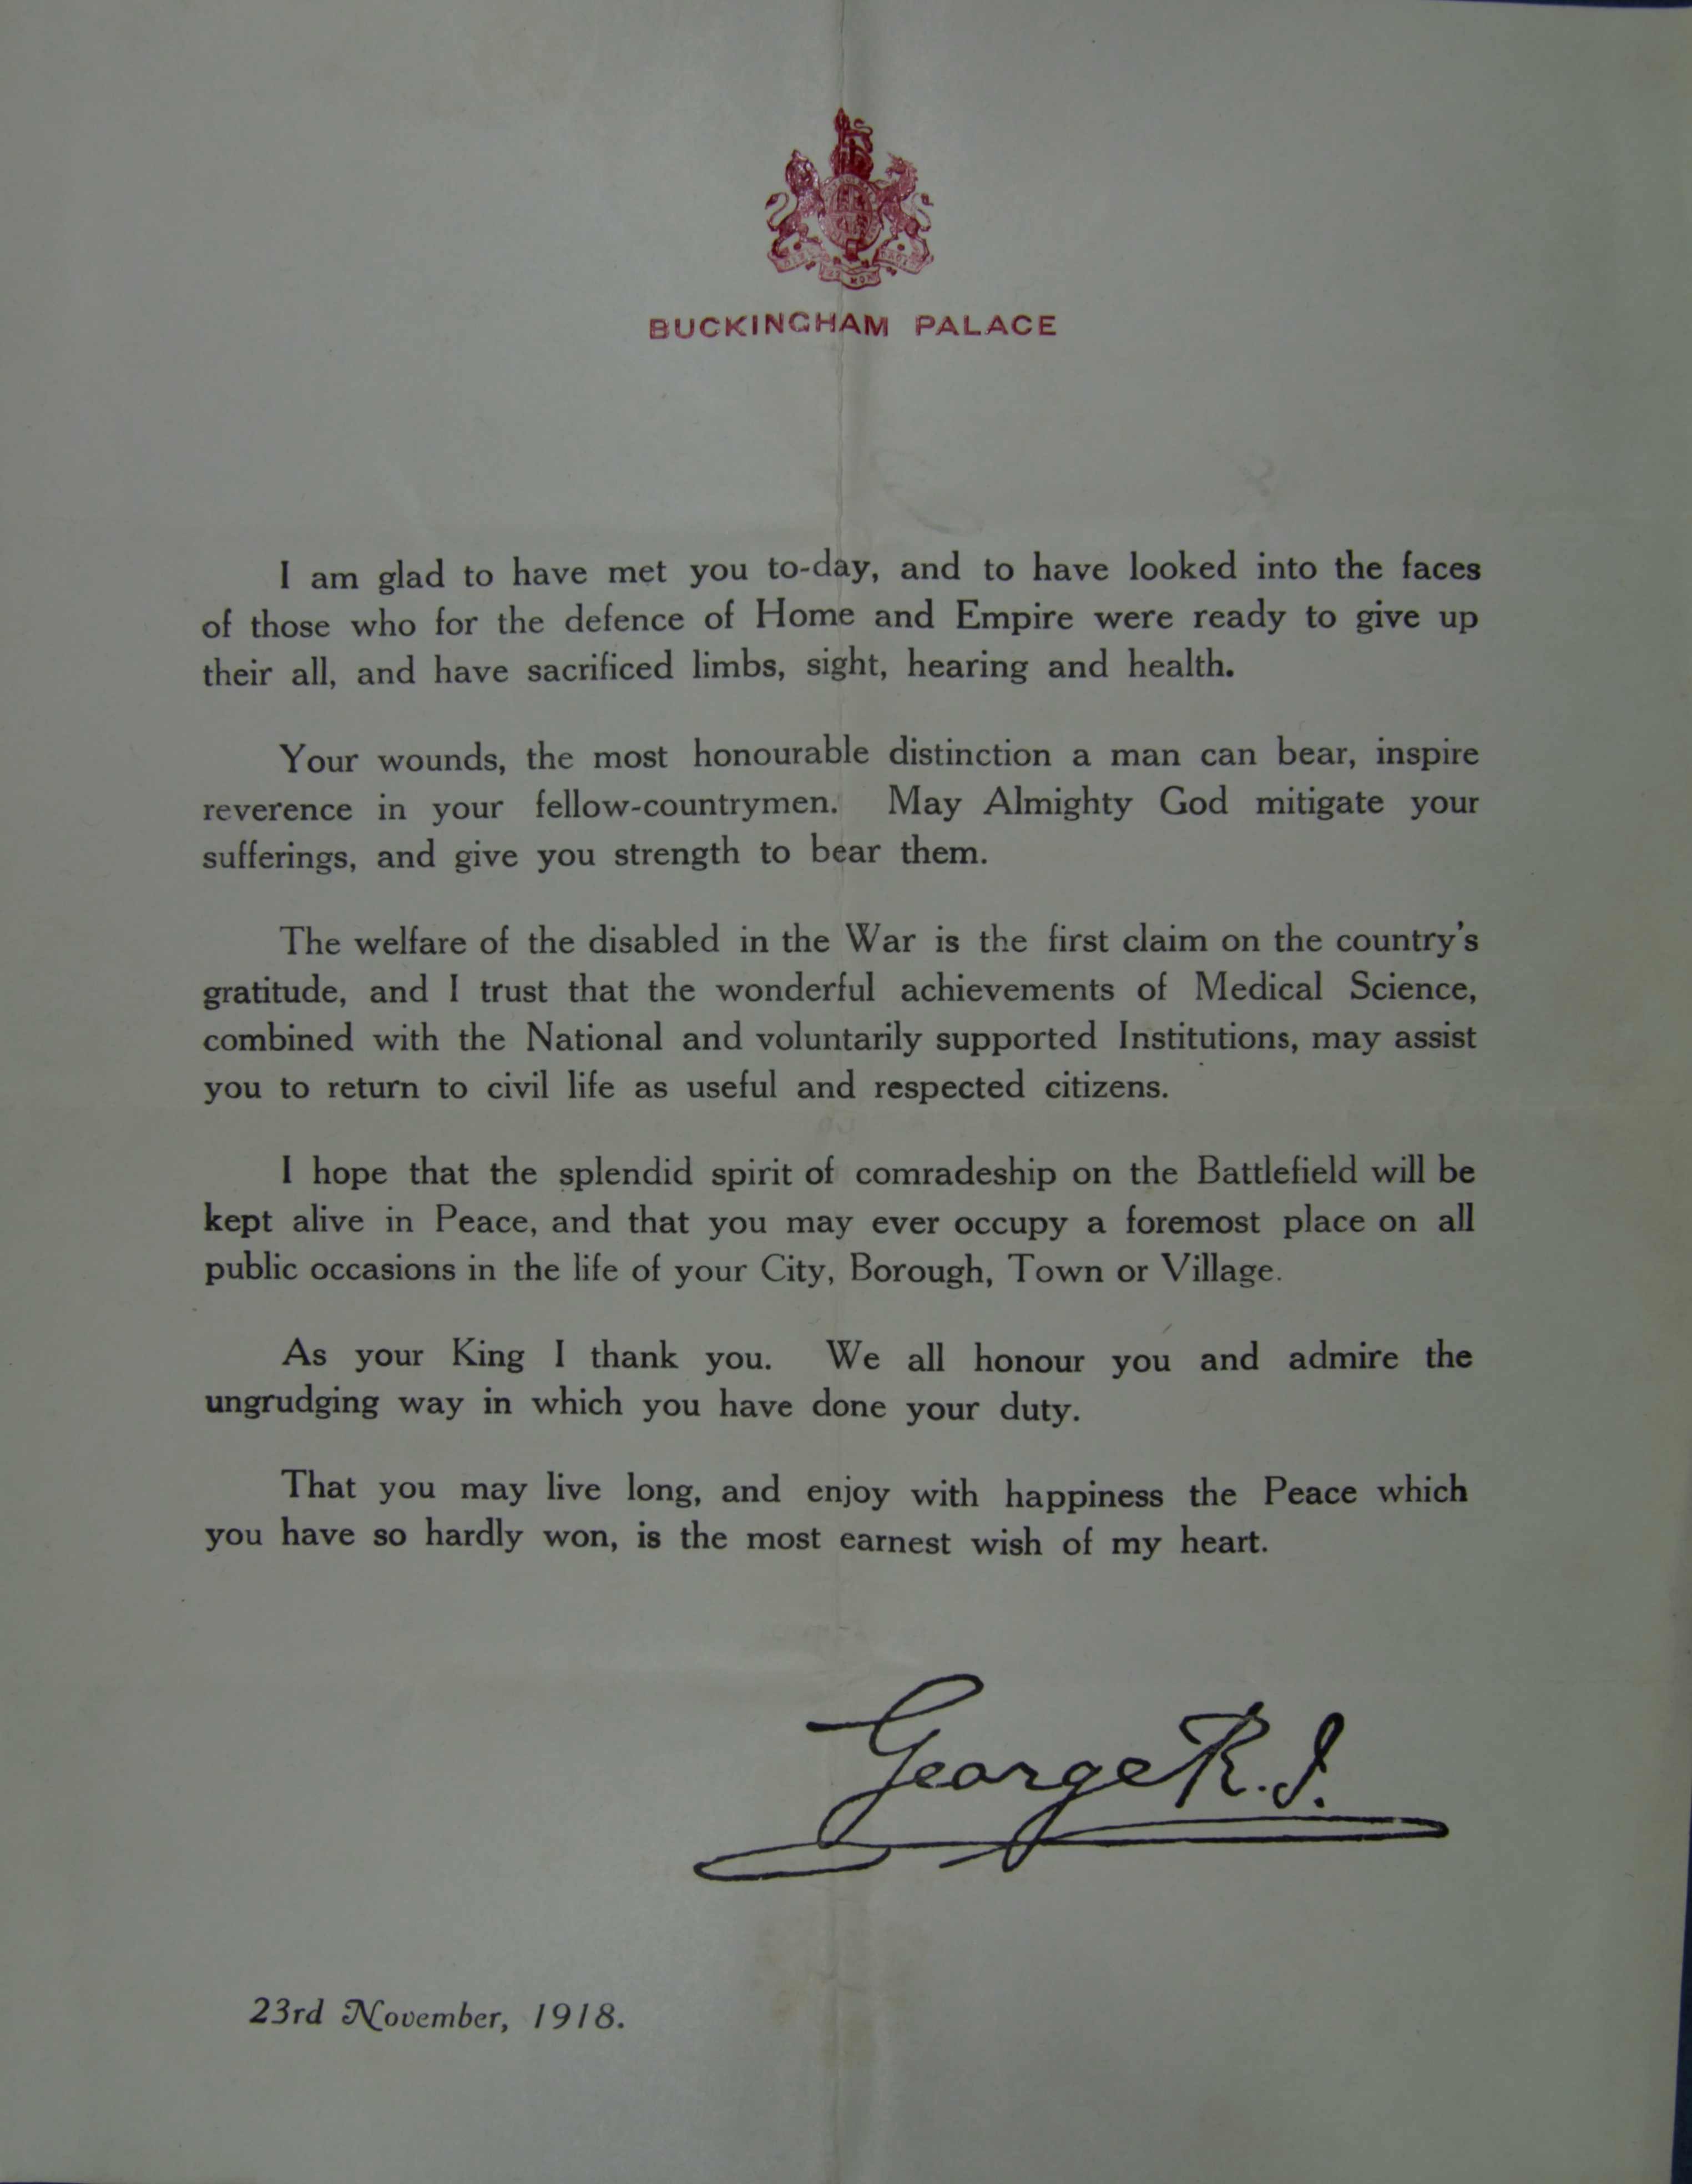 BUCKINGHAM PALACE
I am glad to have met you to-day, and to have looked into the faces
of those who for the defence of Home and Empire were ready to give up
their all, and have sacrificed limbs, sight, hearing and health.
Your wounds, the most honourable distinction a man can bear, inspire
reverence in your fellow-countrymen. May Almighty God mitigate your
sufferings, and give you strength to bear them.
The welfare of the disabled in the War is the first claim on the country's
gratitude, and I trust that the wonderful achievements of Medical Science,
combined with the National and voluntarily supported Institutions, may assist
you to return to civil life as useful and respected citizens.
I hope that the splendid spirit of comradeship on the Battlefield will be
kept alive in Peace, and that you may ever occupy a foremost place on all
public occasions in the life of your City, Borough, Town or Village.
As your King I thank you. We all honour you and admire the
ungrudging way in which you have done your duty.
That you may live long, and enjoy with happiness the Peace which
you have so hardly won, is the most earnest wish of my heart.
George R.I.
23rd November, 1918.